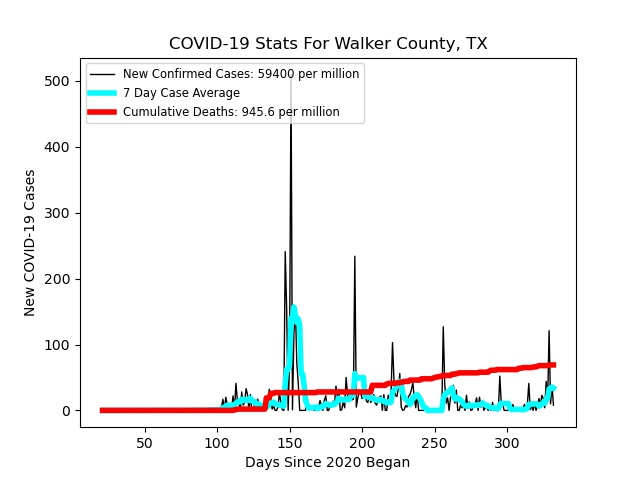 COVID-19 Stats For Walker County, TX
New Confirmed Cases: 59400 per million
7 Day Case Average
Cumulative Deaths: 945.6 per million
New COVID-19 Cases
500
400
300
200
100
0
50
100
150
200
250
300
Days Since 2020 Began